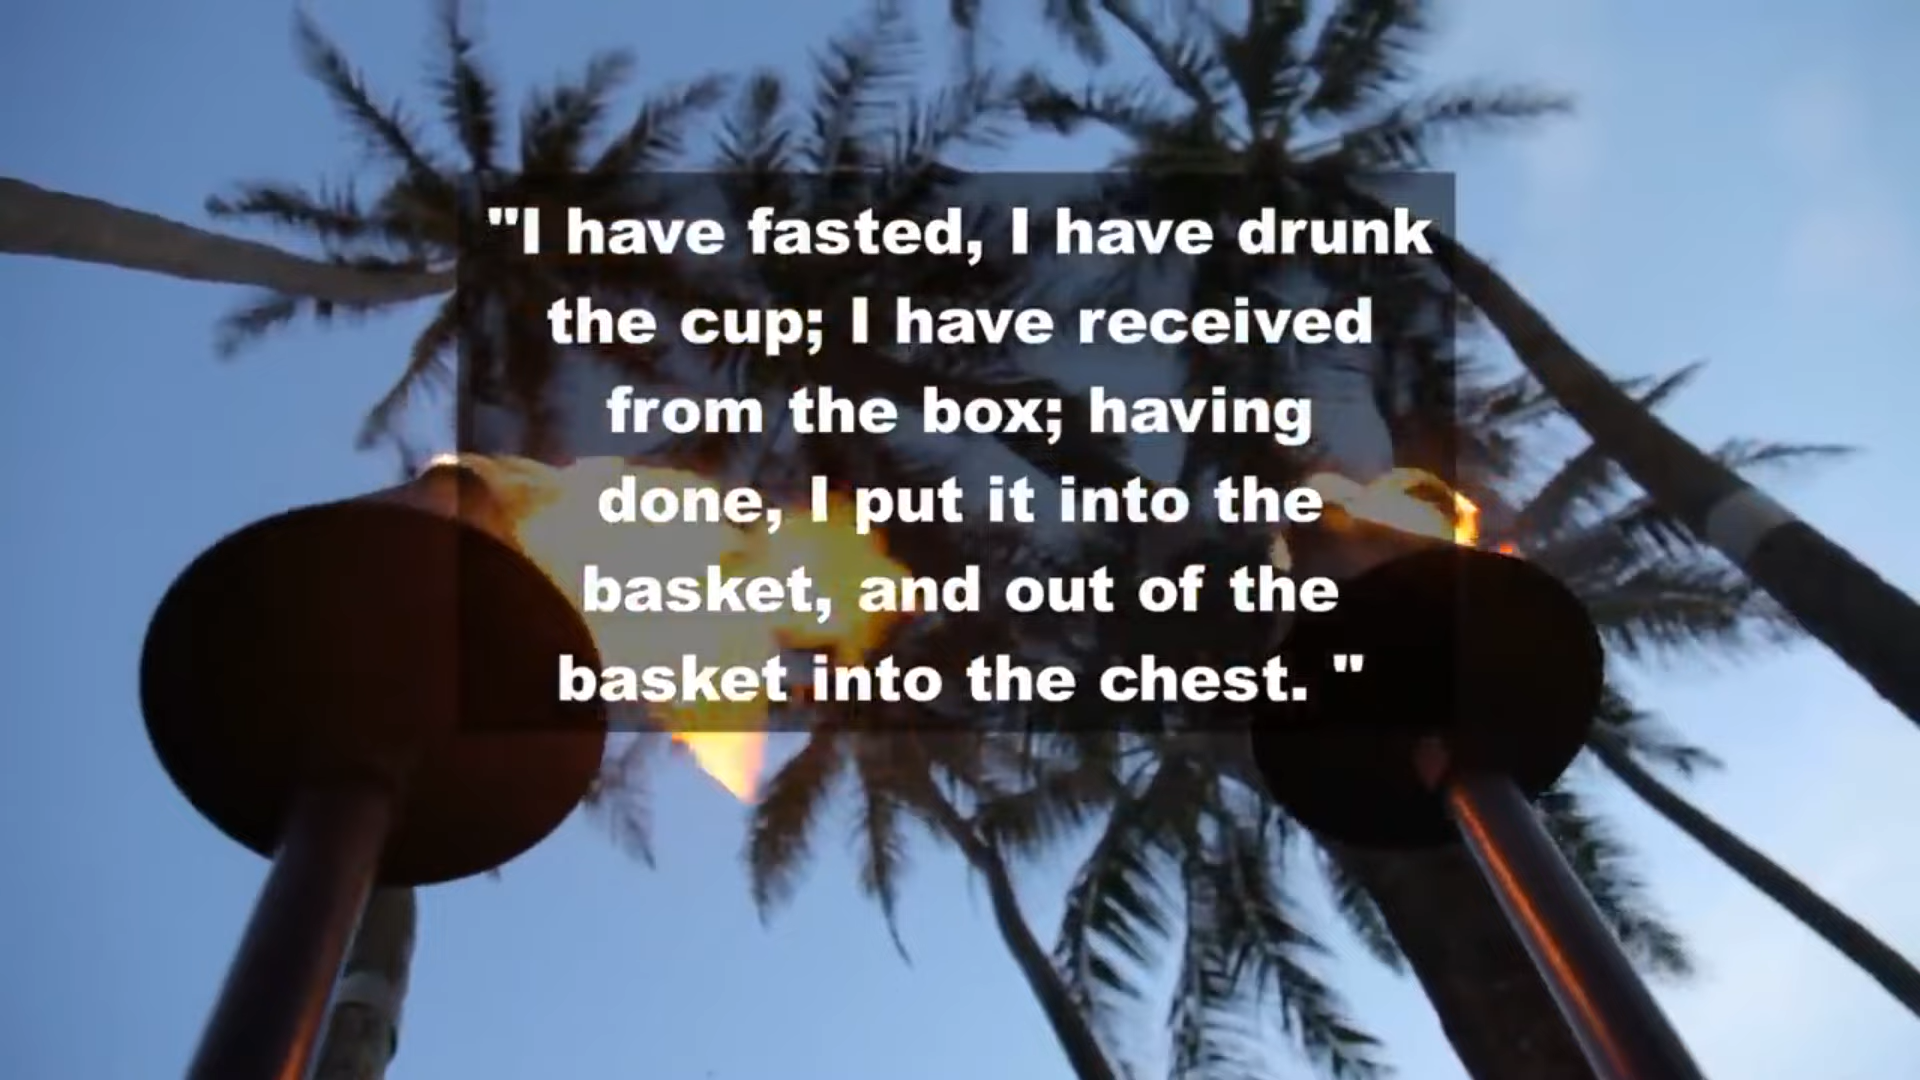 "I have fasted, I have drunk
the cup; I have received
from the box; having
done, I put it into the
basket, and out of the
basket into the chest. "